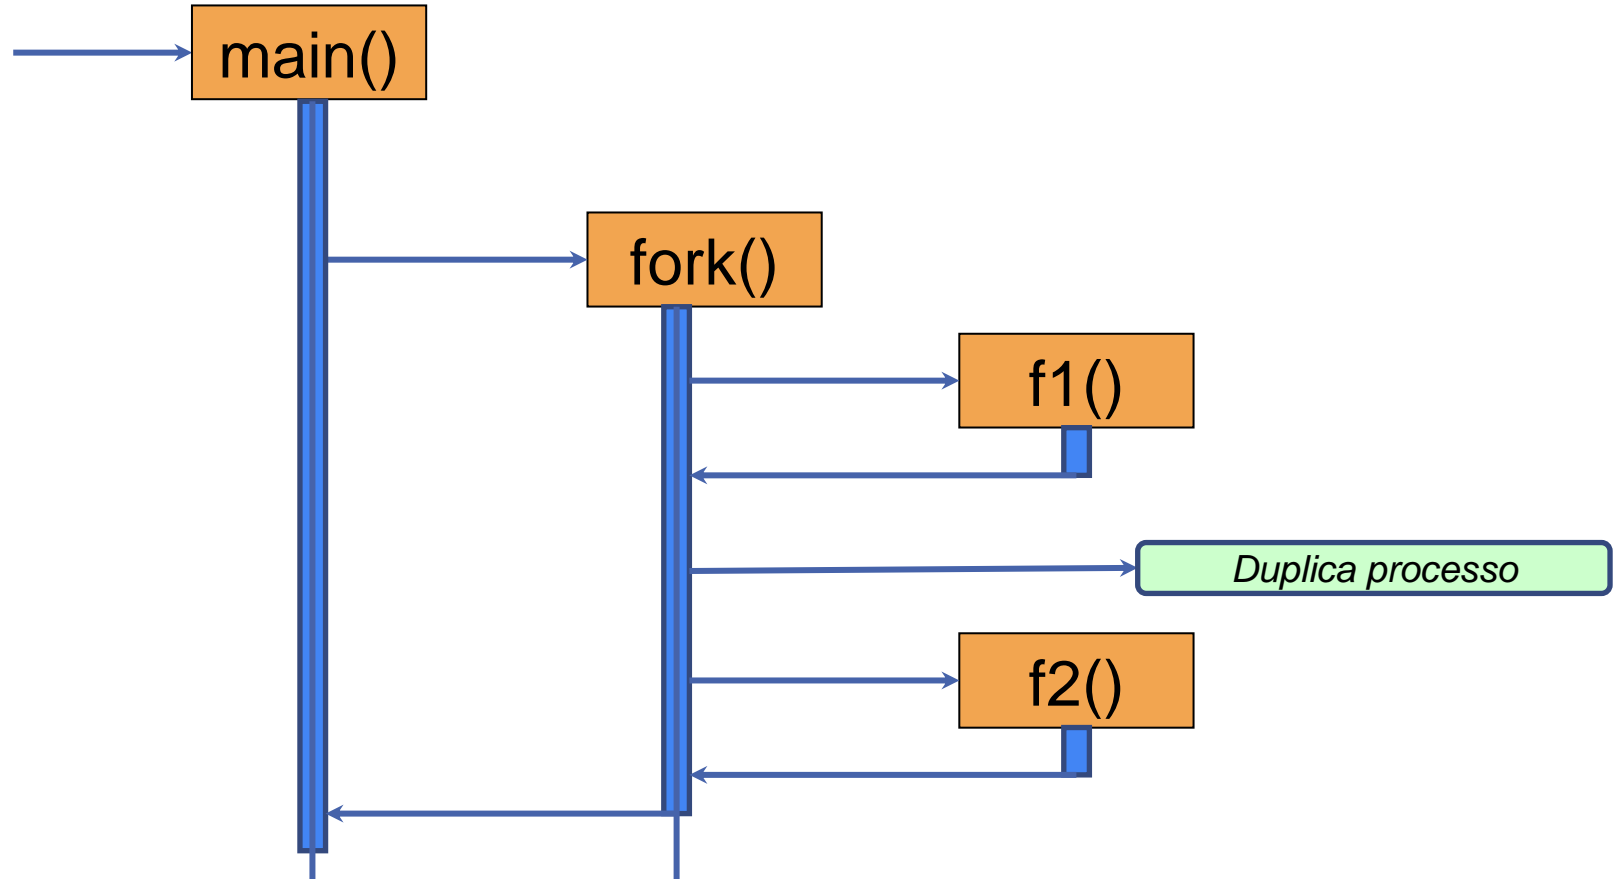 main()
fork()
f1()
Duplica processo
f2()